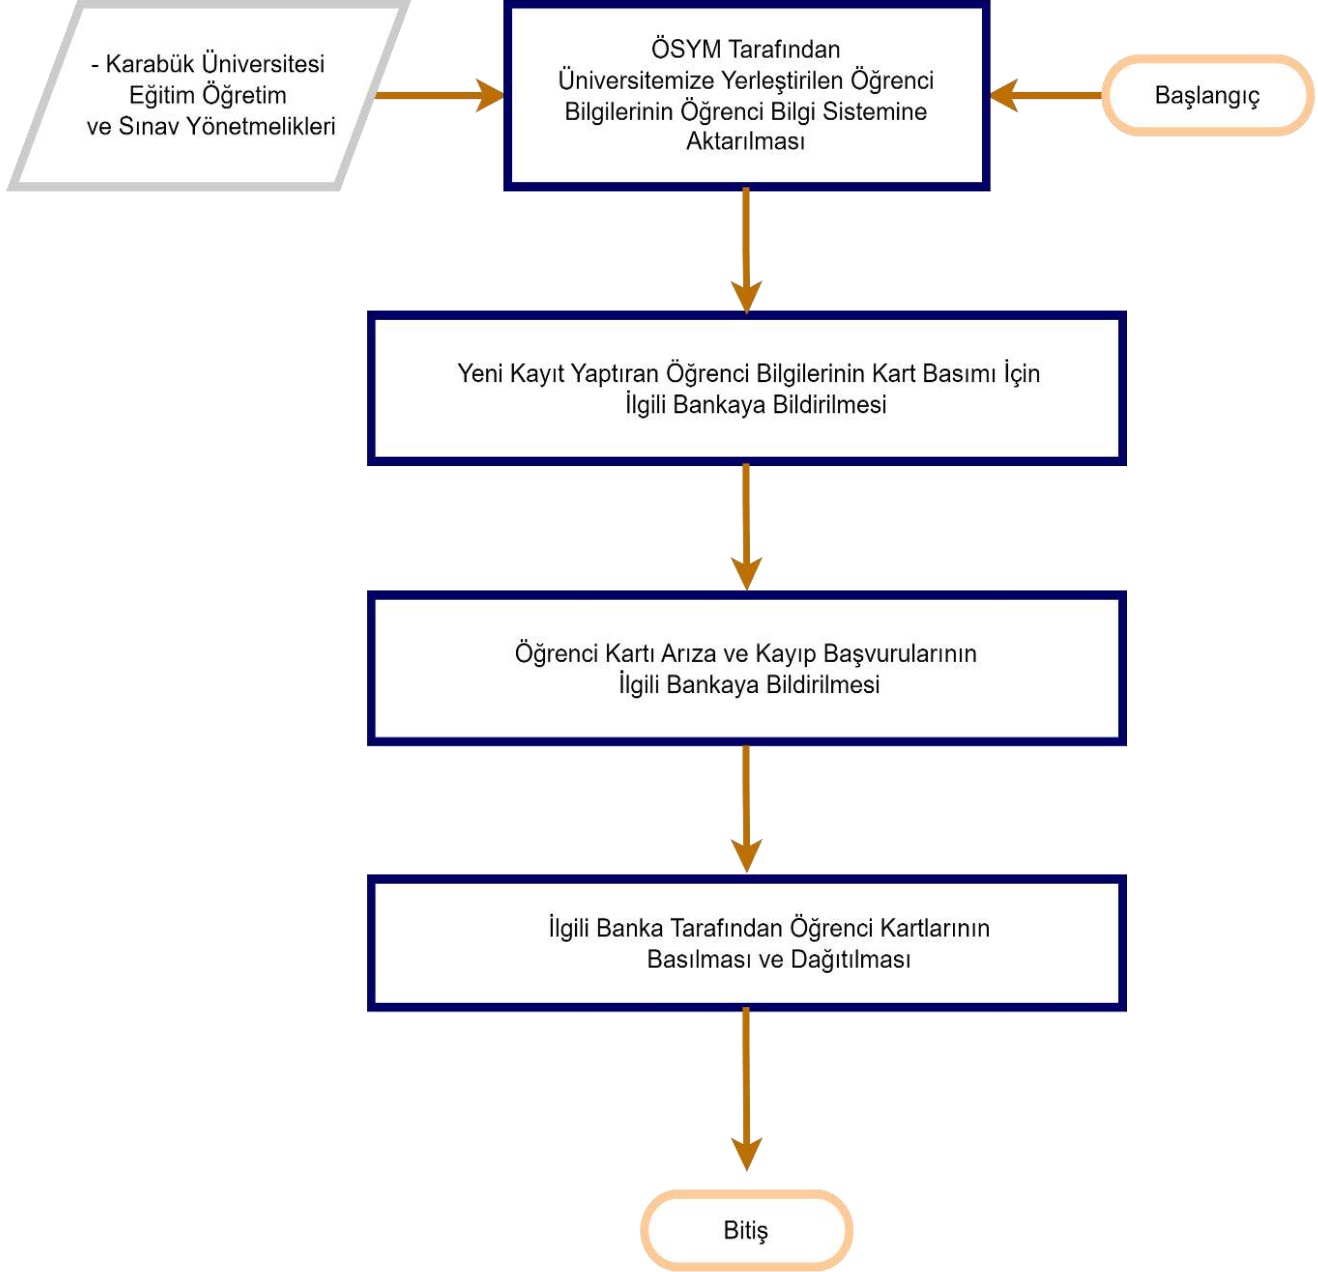 - Karabük Üniversitesi
Eğitim Öğretim
ve Sınav Yönetmelikleri
ÖSYM Tarafından
Üniversitemize Yerleştirilen Öğrenci
Bilgilerinin Öğrenci Bilgi Sistemine
Aktarılması
Başlangıç
Yeni Kayıt Yaptıran Öğrenci Bilgilerinin Kart Basımı İçin
İlgili Bankaya Bildirilmesi
Öğrenci Kartı Arıza ve Kayıp Başvurularının
İlgili Bankaya Bildirilmesi
İlgili Banka Tarafından Öğrenci Kartlarının
Basılması ve Dağıtılması
Bitiş